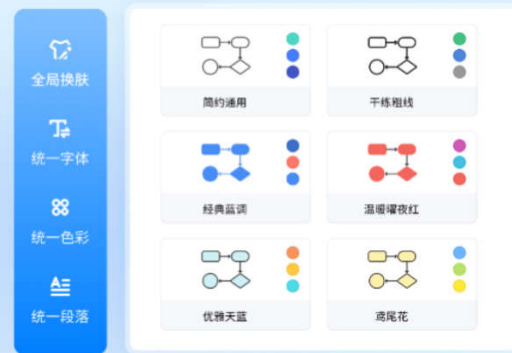 全局换肤
统一字体
统一色彩
统一段落
简约通用
干练粗线
经典蓝调
温暖曜夜红
优雅天蓝
鸢尾花